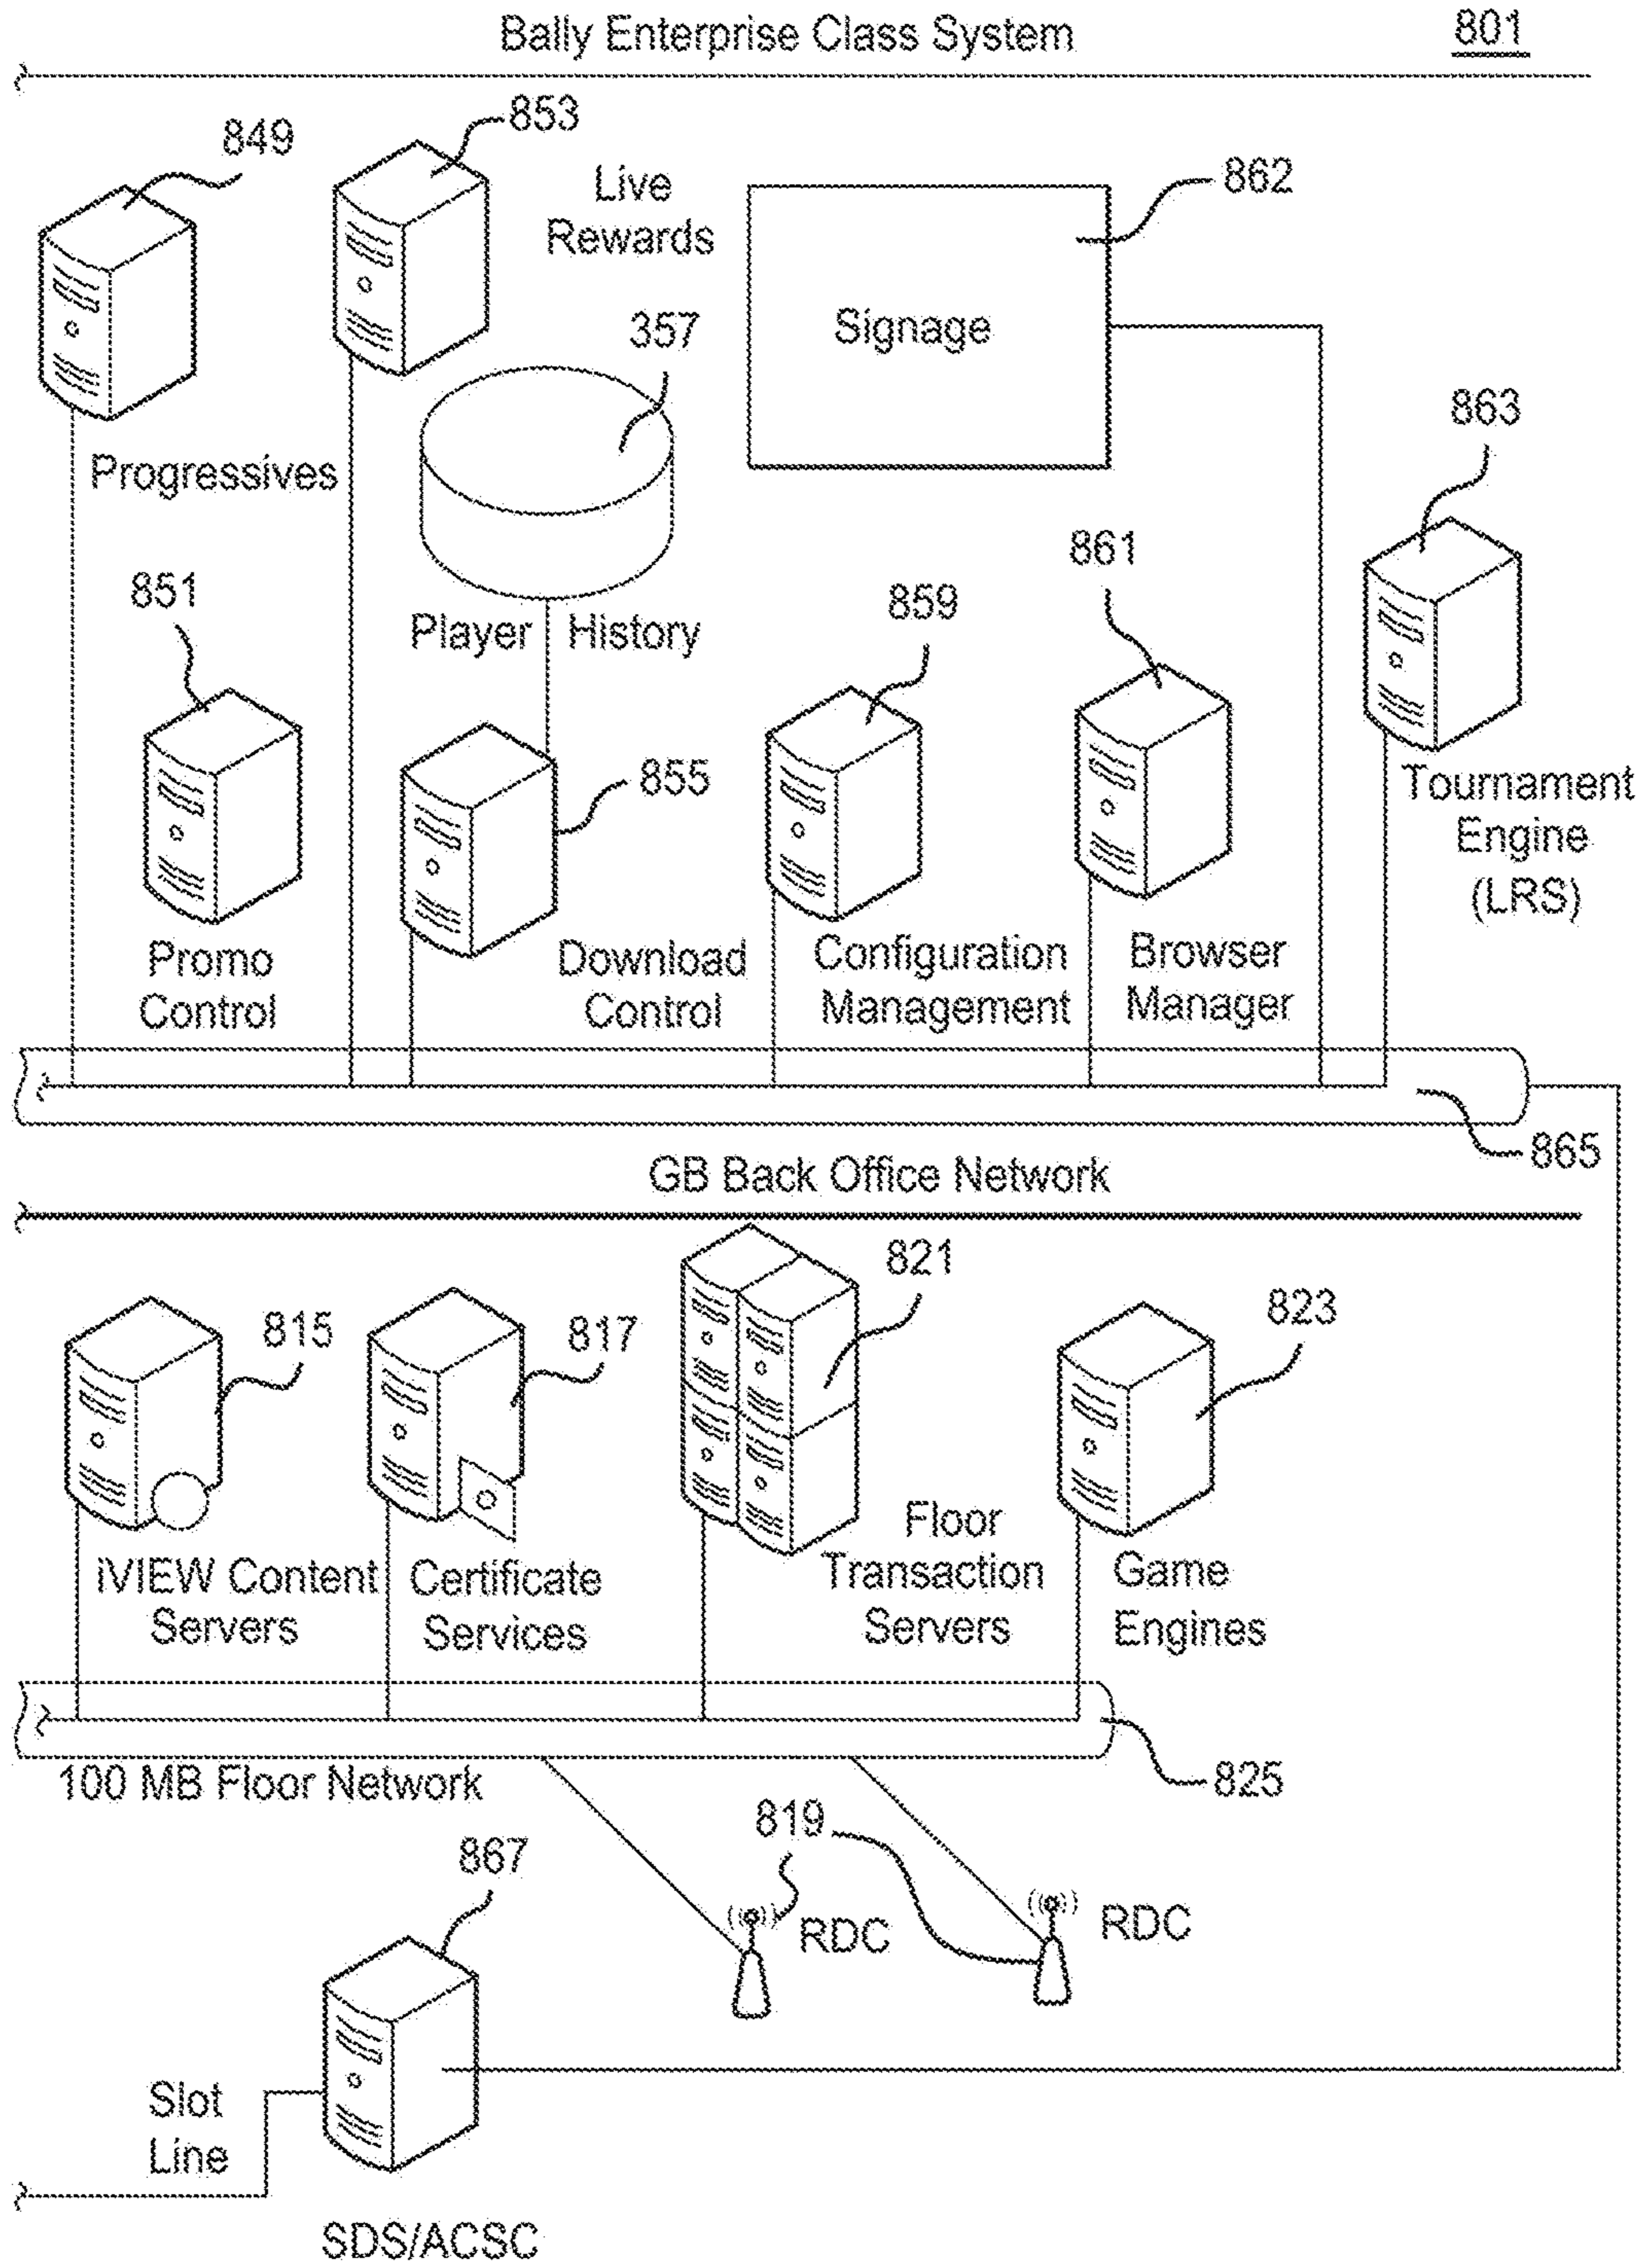 Bally Enterprise Class System
801
849
853
Live
Rewards
862
Signage
357
863
Progressives
851
Player History
859
861
855
Tournament
Engine
(LRS)
Promo
Control
Download
Control
Configuration
Management
Browser
Manager
865
GB Back Office Network
815
817
821
823
iVIEW Content
Servers
Certificate
Services
Floor
Transaction
Servers
Game
Engines
825
100 MB Floor Network
819
867
RDC
RDC
Slot
Line
SDS/ACSC